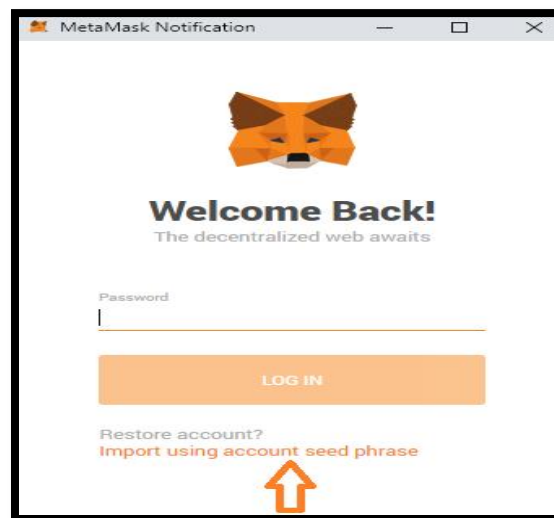 MetaMask Notification
Welcome Back!
The decentralized web awaits
Password
LOG IN
Restore account?
Import using account seed phrase